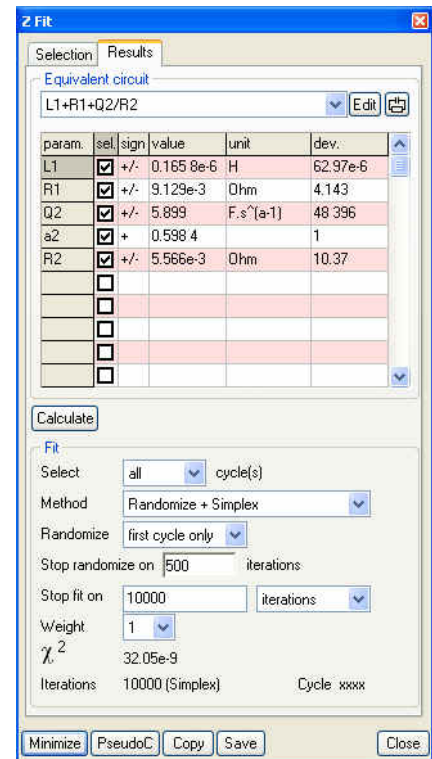 Z Fit
Selection Results
Equivalent circuit
L1+R1+Q2/R2 Edit
param. sel. sign value unit dev.
L1 +/- 0.165 8e-6 H 62.97e-6
R1 +/- 9.129e-3 Ohm 4.143
Q2 +/- 5.899 F.s^(a-1) 48 396
a2 + 0.598 4 1
R2 +/- 5.566e-3 Ohm 10.37
Calculate
Fit
Select all cycle(s)
Method Randomize + Simplex
Randomize first cycle only
Stop randomize on 500 iterations
Stop fit on 10000 iterations
Weight 1
χ 2 32.05e-9
Iterations 10000 (Simplex) Cycle xxxx
Minimize PseudoC Copy Save Close